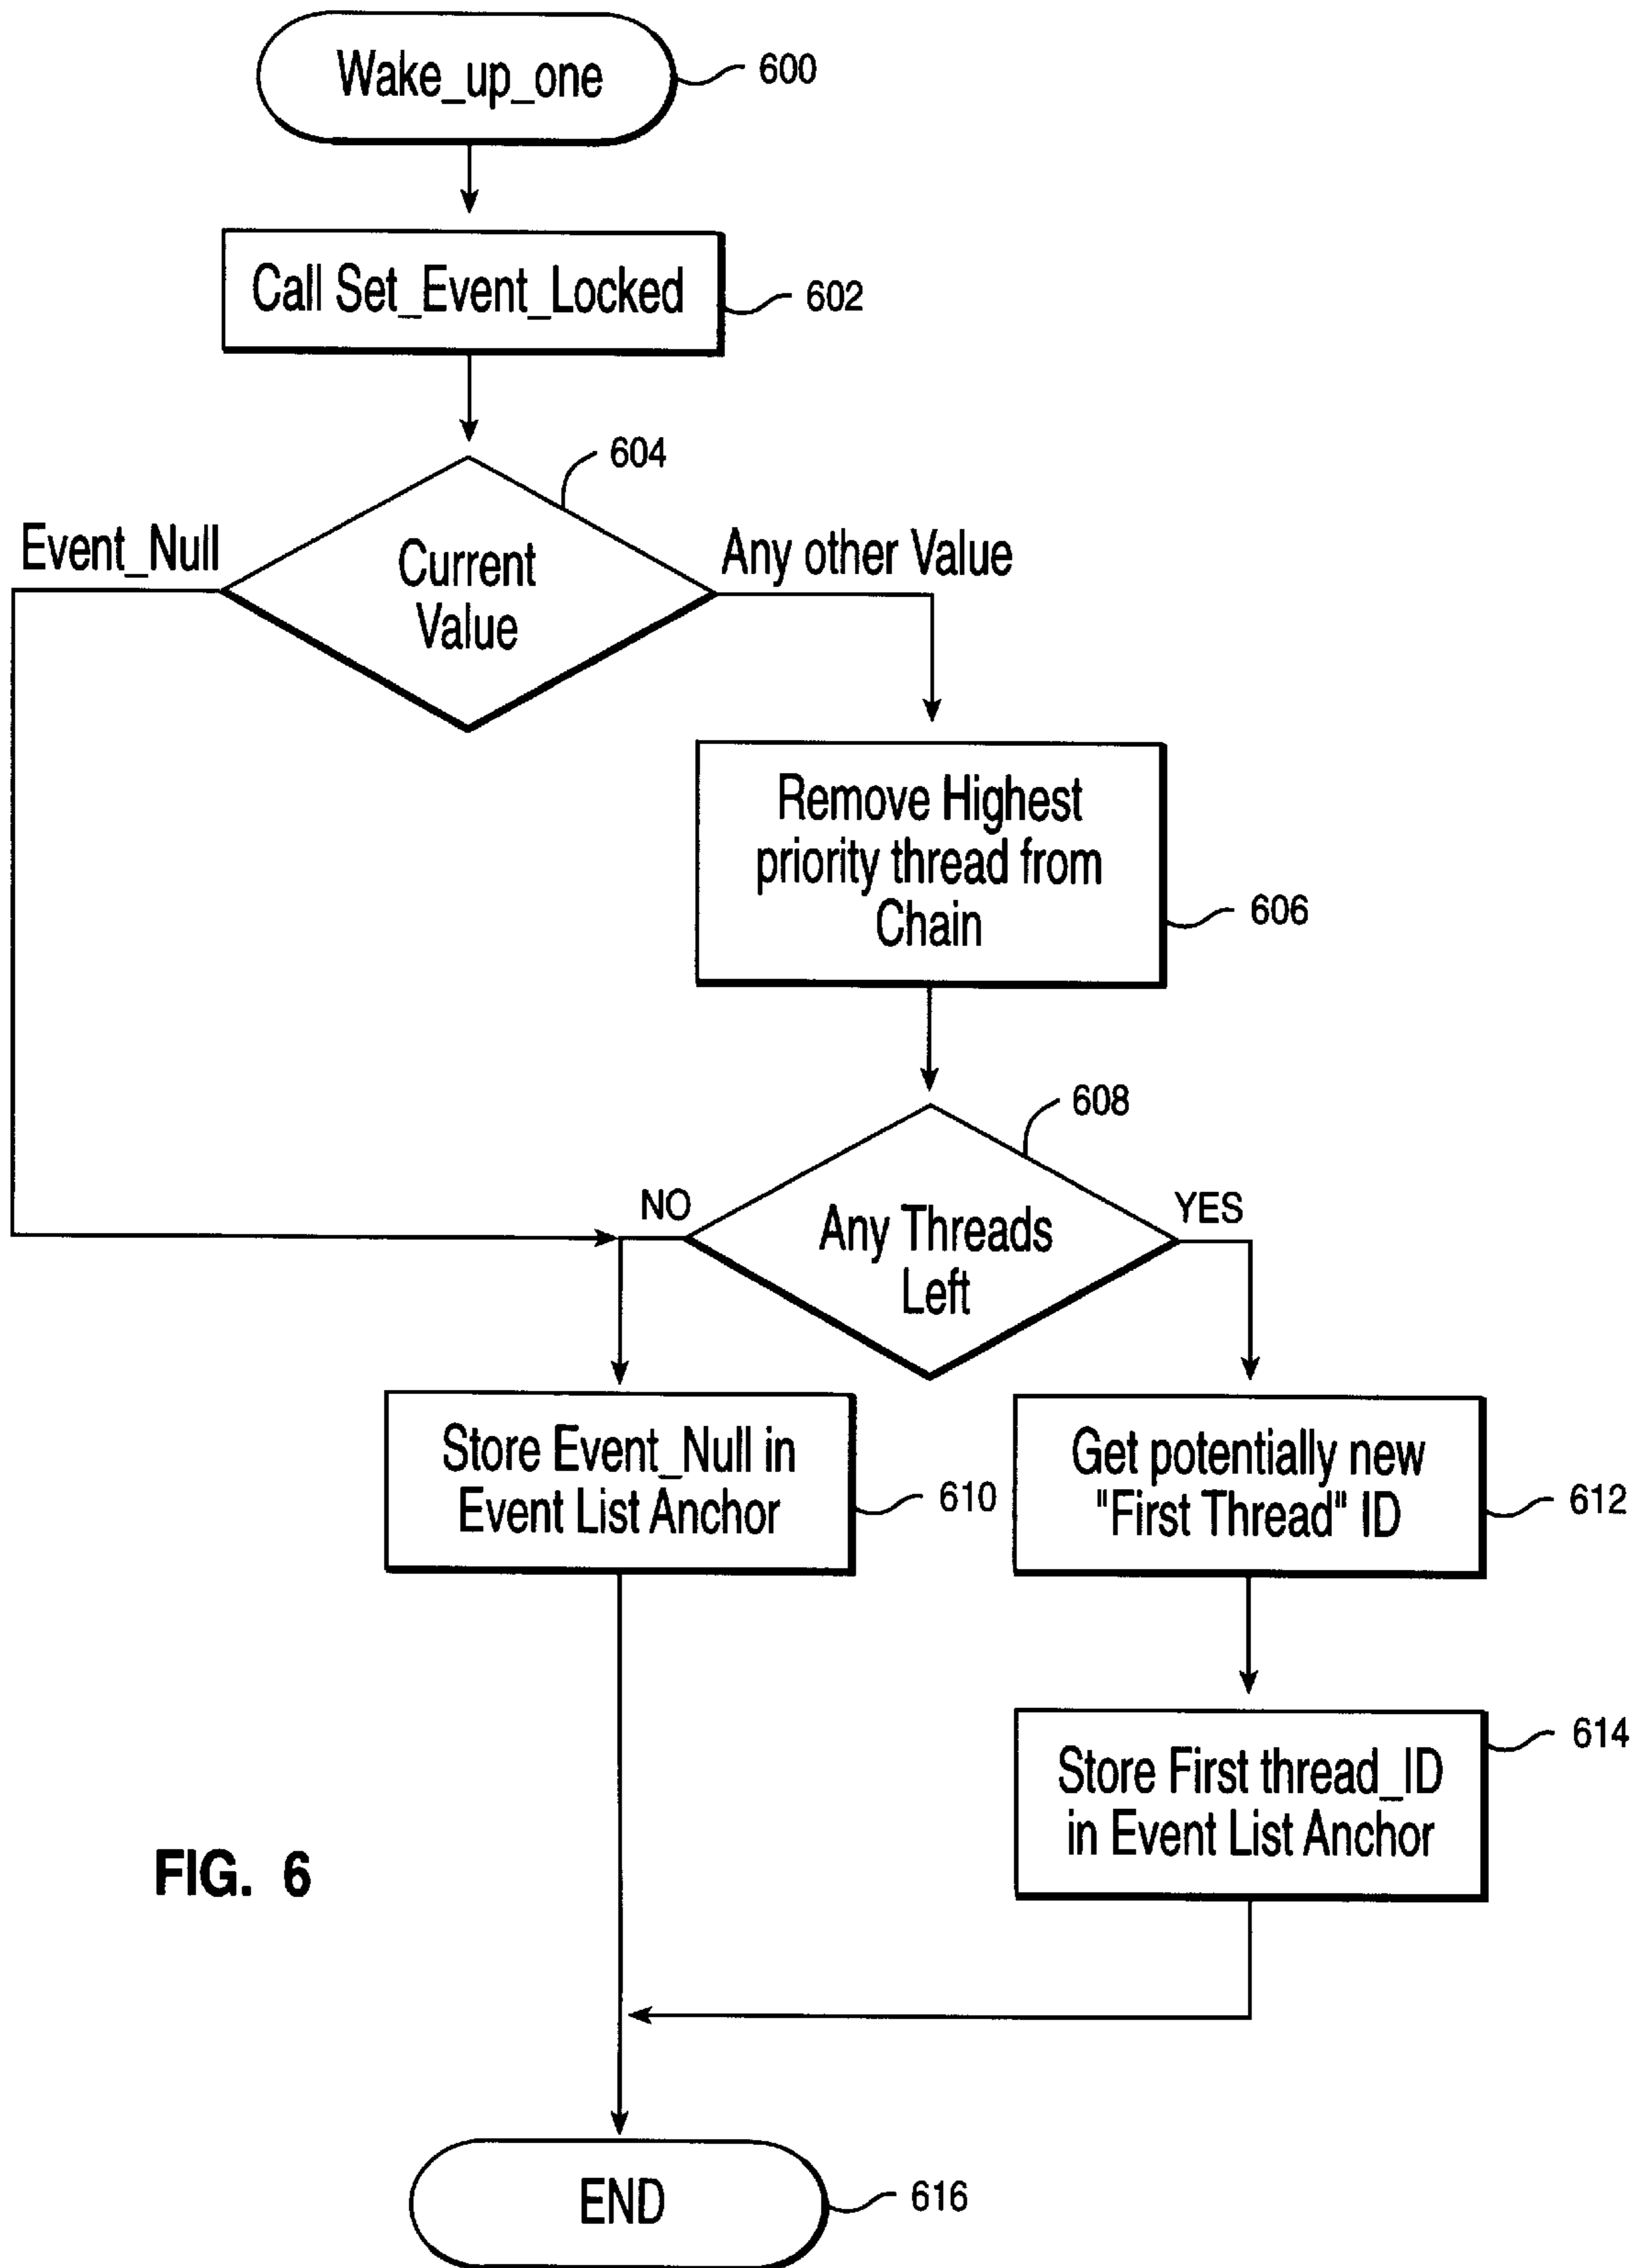 Wake_up_one
600
Call Set_Event_Locked
602
604
Event_Null
Current
Value
Any other Value
Remove Highest
priority thread from
Chain
606
608
NO
Any Threads
Left
YES
Store Event_Null in
Event List Anchor
610
Get potentially new
"First Thread" ID
612
Store First thread_ID
in Event List Anchor
614
FIG. 6
END
616